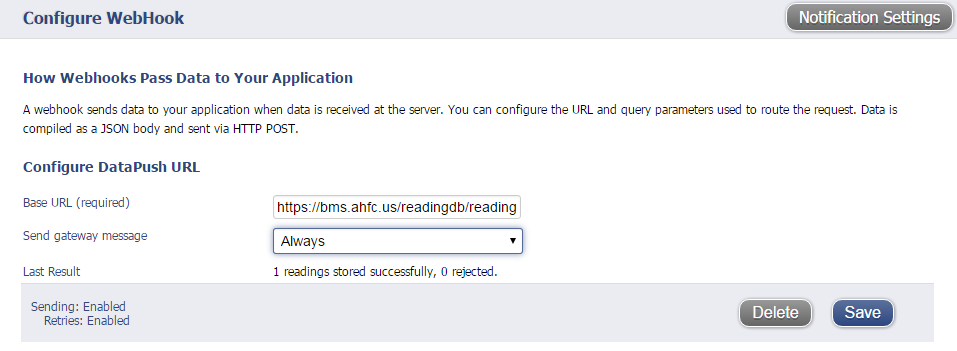 Configure WebHook
Notification Settings
How Webhooks Pass Data to Your Application
A webhook sends data to your application when data is received at the server. You can configure the URL and query parameters used to route the request. Data is
compiled as a JSON body and sent via HTTP POST.
Configure DataPush URL
Base URL (required)
https://bms.ahfc.us/readingdb/reading
Send gateway message
Always
Last Result
1 readings stored successfully, 0 rejected.
Sending: Enabled
Retries: Enabled
Delete
Save